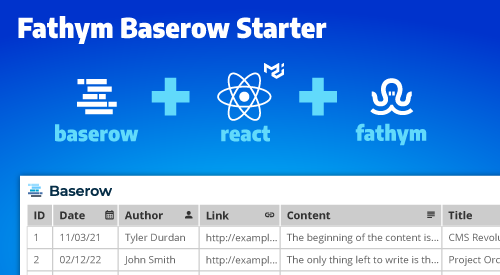 Fathym Baserow Starter
baserow + react + fathym
Baserow
ID Date Author Link Content Title
1 11/03/21 Tyler Durdan http://exampl... The beginning of the content is... CMS Revolu
2 02/12/22 John Smith http://exampl... The only thing left to write is th... Project Orc